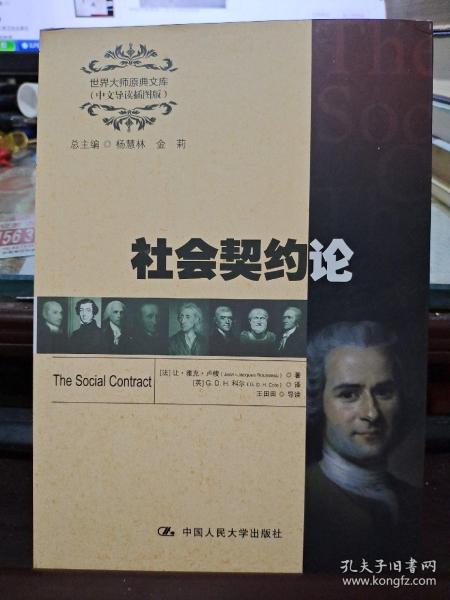 世界大师原典文库
（中文导读插图版）
总主编 ◎ 杨慧林 金 莉
The
Soc
社会契约论
The Social Contract
［法］让·雅克·卢梭（Jean-Jacques Rousseau）◎ 著
［英］G. D. H. 科尔（G. D. H. Cole）◎ 译
王田田 ◎ 导读
中国人民大学出版社
563
孔夫子旧书网
www.kongfz.com